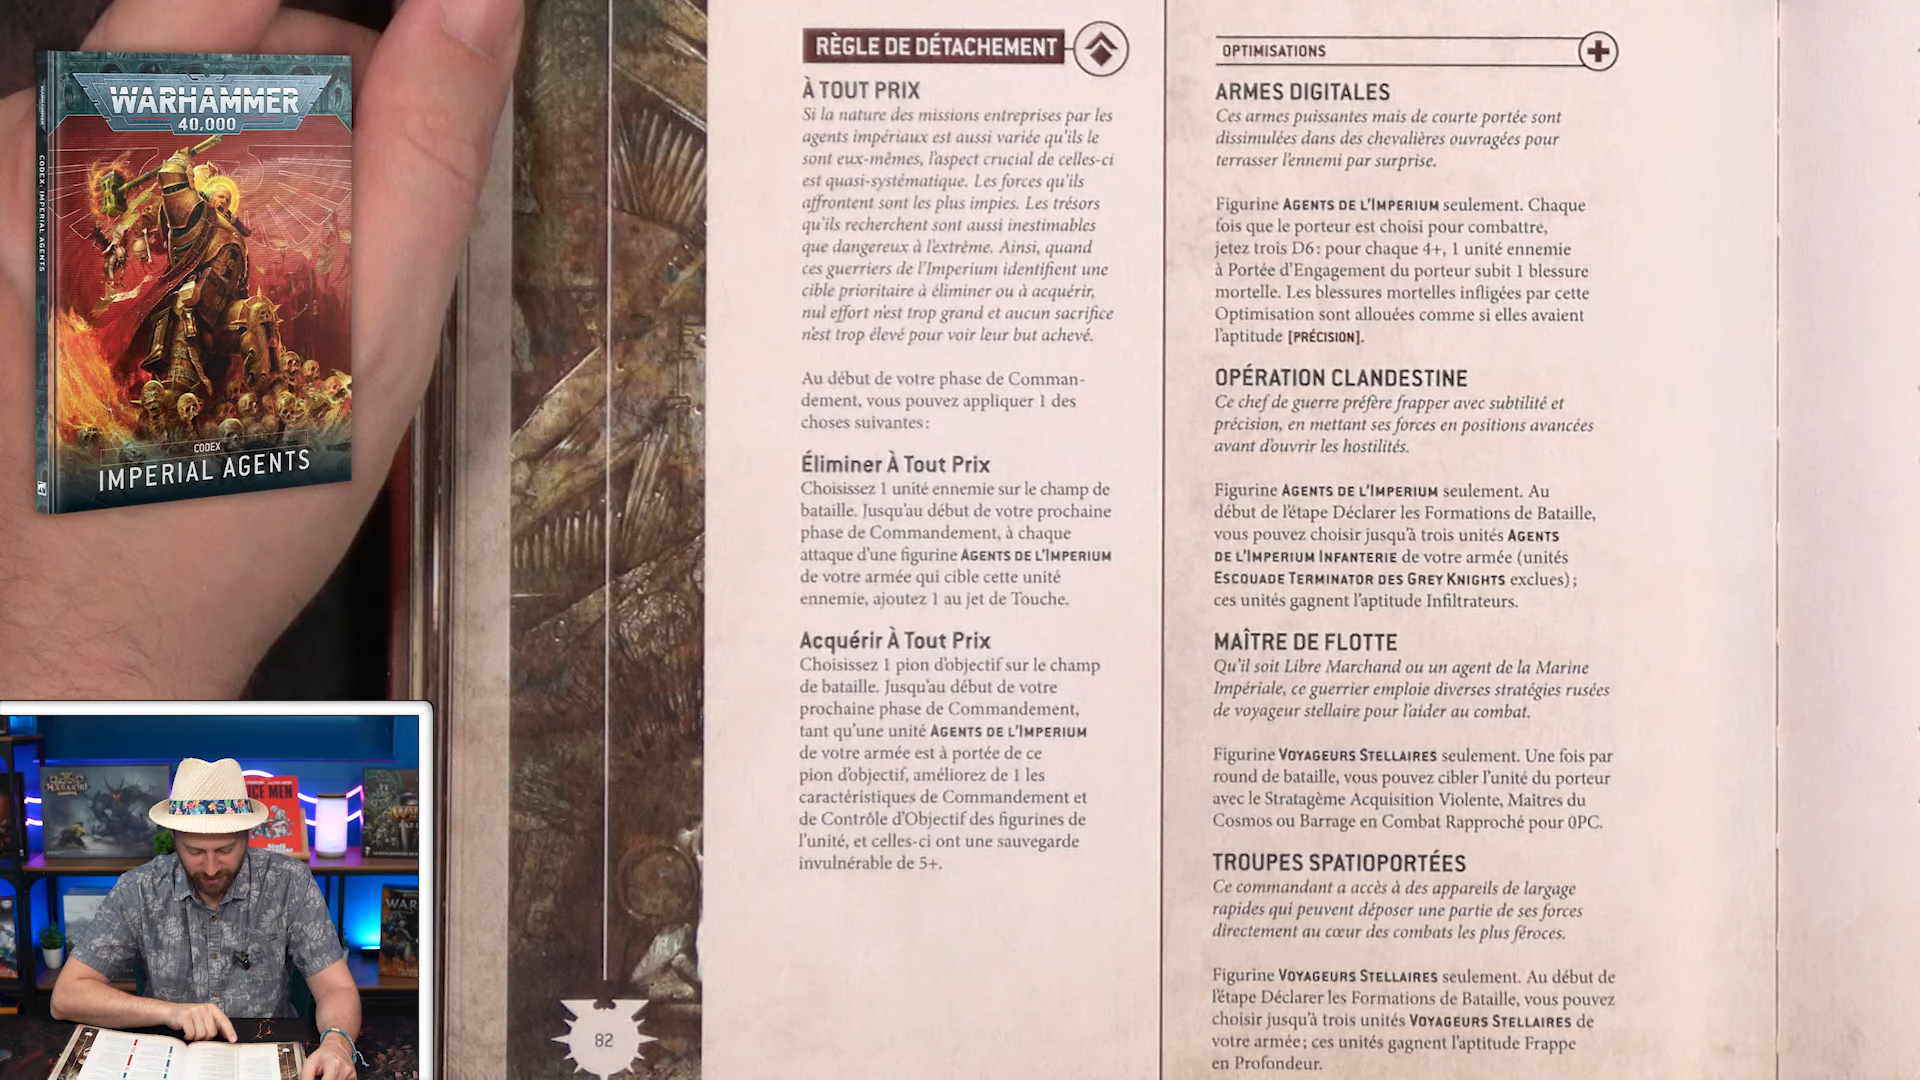 WARHAMMER
40,000
CODEX: IMPERIAL AGENTS
CODEX
IMPERIAL AGENTS
RÈGLE DE DÉTACHEMENT
À TOUT PRIX
Si la nature des missions entreprises par les
agents impériaux est aussi variée qu'ils le
sont eux-mêmes, l'aspect crucial de celles-ci
est quasi-systématique. Les forces qu'ils
affrontent sont les plus impies. Les trésors
qu'ils recherchent sont aussi inestimables
que dangereux à l'extrême. Ainsi, quand
ces guerriers de l'Imperium identifient une
cible prioritaire à éliminer ou à acquérir,
nul effort n'est trop grand et aucun sacrifice
n'est trop élevé pour voir leur but achevé.
Au début de votre phase de Comman-
dement, vous pouvez appliquer 1 des
choses suivantes :
Éliminer À Tout Prix
Choisissez 1 unité ennemie sur le champ de
bataille. Jusqu'au début de votre prochaine
phase de Commandement, à chaque
attaque d'une figurine AGENTS DE L'IMPERIUM
de votre armée qui cible cette unité
ennemie, ajoutez 1 au jet de Touche.
Acquérir À Tout Prix
Choisissez 1 pion d'objectif sur le champ
de bataille. Jusqu'au début de votre
prochaine phase de Commandement,
tant qu'une unité AGENTS DE L'IMPERIUM
de votre armée est à portée de ce
pion d'objectif, améliorez de 1 les
caractéristiques de Commandement et
de Contrôle d'Objectif des figurines de
l'unité, et celles-ci ont une sauvegarde
invulnérable de 5+.
82
OPTIMISATIONS
ARMES DIGITALES
Ces armes puissantes mais de courte portée sont
dissimulées dans des chevalières ouvragées pour
terrasser l'ennemi par surprise.
Figurine AGENTS DE L'IMPERIUM seulement. Chaque
fois que le porteur est choisi pour combattre,
jetez trois D6 : pour chaque 4+, 1 unité ennemie
à Portée d'Engagement du porteur subit 1 blessure
mortelle. Les blessures mortelles infligées par cette
Optimisation sont allouées comme si elles avaient
l'aptitude [PRÉCISION].
OPÉRATION CLANDESTINE
Ce chef de guerre préfère frapper avec subtilité et
précision, en mettant ses forces en positions avancées
avant d'ouvrir les hostilités.
Figurine AGENTS DE L'IMPERIUM seulement. Au
début de l'étape Déclarer les Formations de Bataille,
vous pouvez choisir jusqu'à trois unités AGENTS
DE L'IMPERIUM INFANTERIE de votre armée (unités
ESCOUADE TERMINATOR DES GREY KNIGHTS exclues) ;
ces unités gagnent l'aptitude Infiltrateurs.
MAÎTRE DE FLOTTE
Qu'il soit Libre Marchand ou un agent de la Marine
Impériale, ce guerrier emploie diverses stratégies rusées
de voyageur stellaire pour l'aider au combat.
Figurine VOYAGEURS STELLAIRES seulement. Une fois par
round de bataille, vous pouvez cibler l'unité du porteur
avec le Stratagème Acquisition Violente, Maîtres du
Cosmos ou Barrage en Combat Rapproché pour 0PC.
TROUPES SPATIOPORTÉES
Ce commandant a accès à des appareils de largage
rapides qui peuvent déposer une partie de ses forces
directement au cœur des combats les plus féroces.
Figurine VOYAGEURS STELLAIRES seulement. Au début de
l'étape Déclarer les Formations de Bataille, vous pouvez
choisir jusqu'à trois unités VOYAGEURS STELLAIRES de
votre armée ; ces unités gagnent l'aptitude Frappe
en Profondeur.